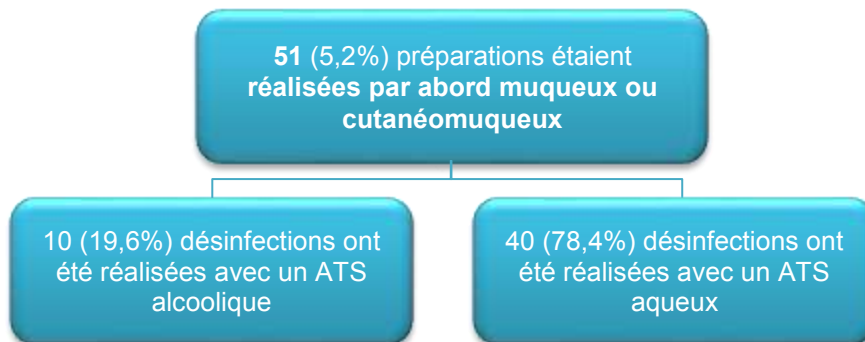 51 (5,2%) préparations étaient
réalisées par abord muqueux ou
cutanéomuqueux
10 (19,6%) désinfections ont
été réalisées avec un ATS
alcoolique
40 (78,4%) désinfections ont
été réalisées avec un ATS
aqueux